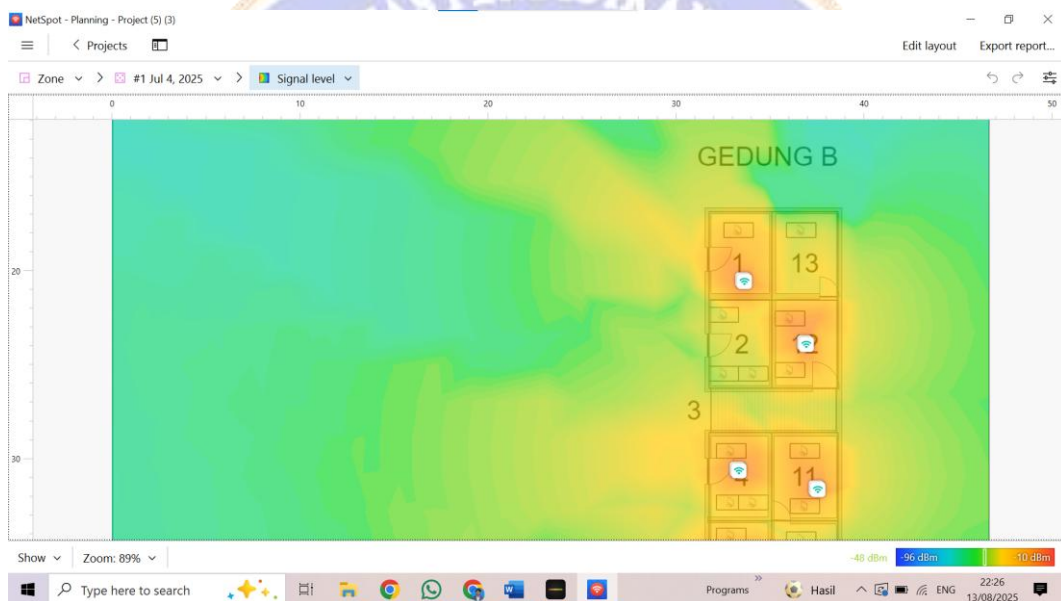 NetSpot - Planning - Project (5) (3)
Projects
Edit layout
Export report...
Zone
#1 Jul 4, 2025
Signal level
0 10 20 30 40 50
GEDUNG B
20
1
13
2
12
3
30
4
11
Show
Zoom: 89%
-48 dBm
-96 dBm
-10 dBm
Type here to search
Programs
Hasil
ENG
22:26
13/08/2025